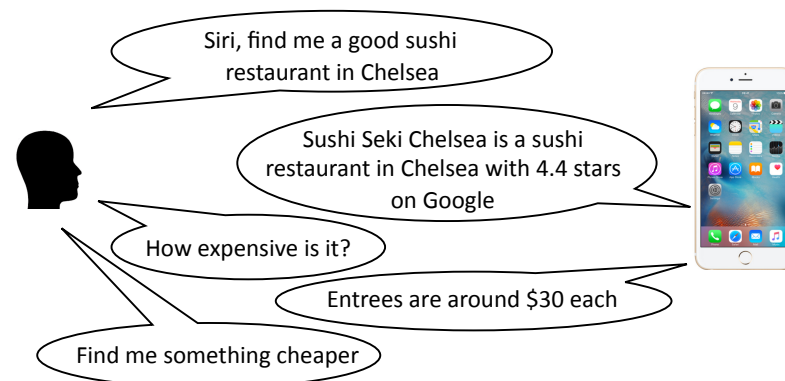 Siri, find me a good sushi
restaurant in Chelsea
Sushi Seki Chelsea is a sushi
restaurant in Chelsea with 4.4 stars
on Google
How expensive is it?
Entrees are around $30 each
Find me something cheaper